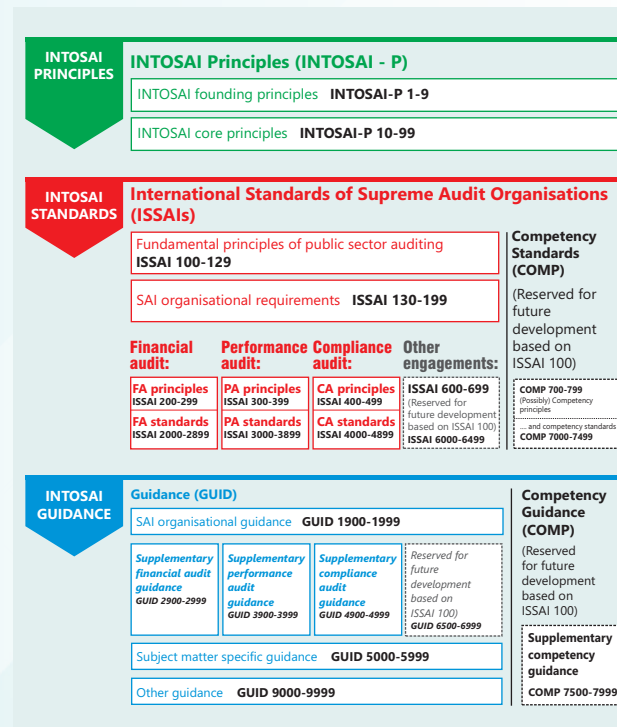 INTOSAI
PRINCIPLES
INTOSAI Principles (INTOSAI - P)
INTOSAI founding principles INTOSAI-P 1-9
INTOSAI core principles INTOSAI-P 10-99
INTOSAI
STANDARDS
International Standards of Supreme Audit Organisations
(ISSAIs)
Fundamental principles of public sector auditing
ISSAI 100-129
SAI organisational requirements ISSAI 130-199
Financial
audit:
FA principles
ISSAI 200-299
FA standards
ISSAI 2000-2899
Performance
audit:
PA principles
ISSAI 300-399
PA standards
ISSAI 3000-3899
Compliance
audit:
CA principles
ISSAI 400-499
CA standards
ISSAI 4000-4899
Other
engagements:
ISSAI 600-699
(Reserved for
future development
based on ISSAI 100)
ISSAI 6000-6499
Competency
Standards
(COMP)
(Reserved for
future
development
based on
ISSAI 100)
COMP 700-799
(Possibly) Competency
principles
... and competency standards
COMP 7000-7499
INTOSAI
GUIDANCE
Guidance (GUID)
SAI organisational guidance GUID 1900-1999
Supplementary
financial audit
guidance
GUID 2900-2999
Supplementary
performance
audit
guidance
GUID 3900-3999
Supplementary
compliance
audit
guidance
GUID 4900-4999
Reserved for
future
development
based on
ISSAI 100)
GUID 6500-6999
Subject matter specific guidance GUID 5000-5999
Other guidance GUID 9000-9999
Competency
Guidance
(COMP)
(Reserved
for future
development
based on
ISSAI 100)
Supplementary
competency
guidance
COMP 7500-7999